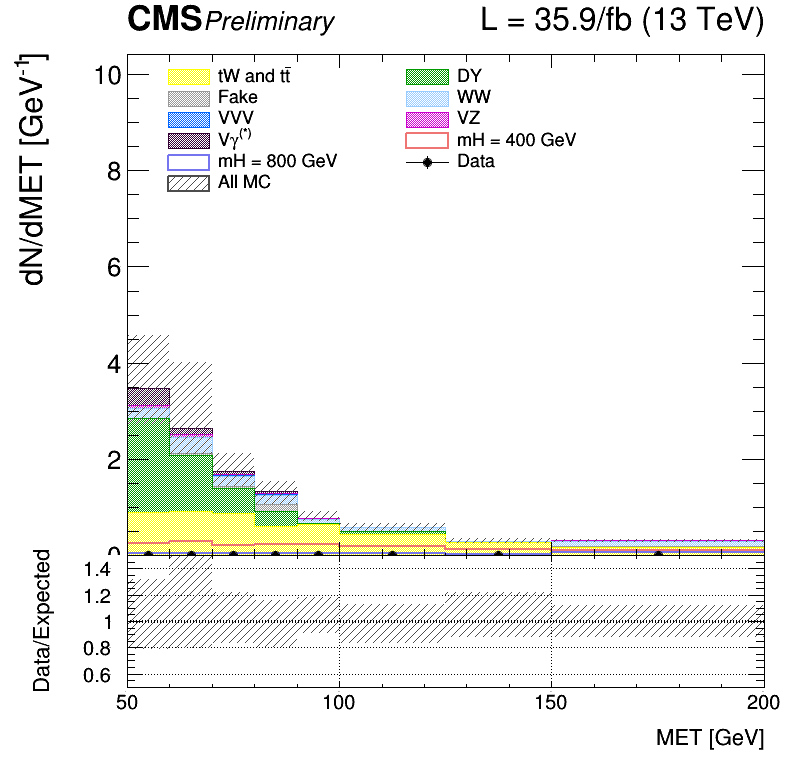 CMS Preliminary L = 35.9/fb (13 TeV)
dN/dMET [GeV⁻¹]
10
8
6
4
2
0
tW and tt̄
Fake
VVV
Vγ⁽*⁾
mH = 800 GeV
All MC
DY
WW
VZ
mH = 400 GeV
Data
Data/Expected
1.4
1.2
1
0.8
0.6
50 100 150 200
MET [GeV]